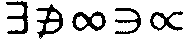 ∃ ∌ ∞ ∋ ∝